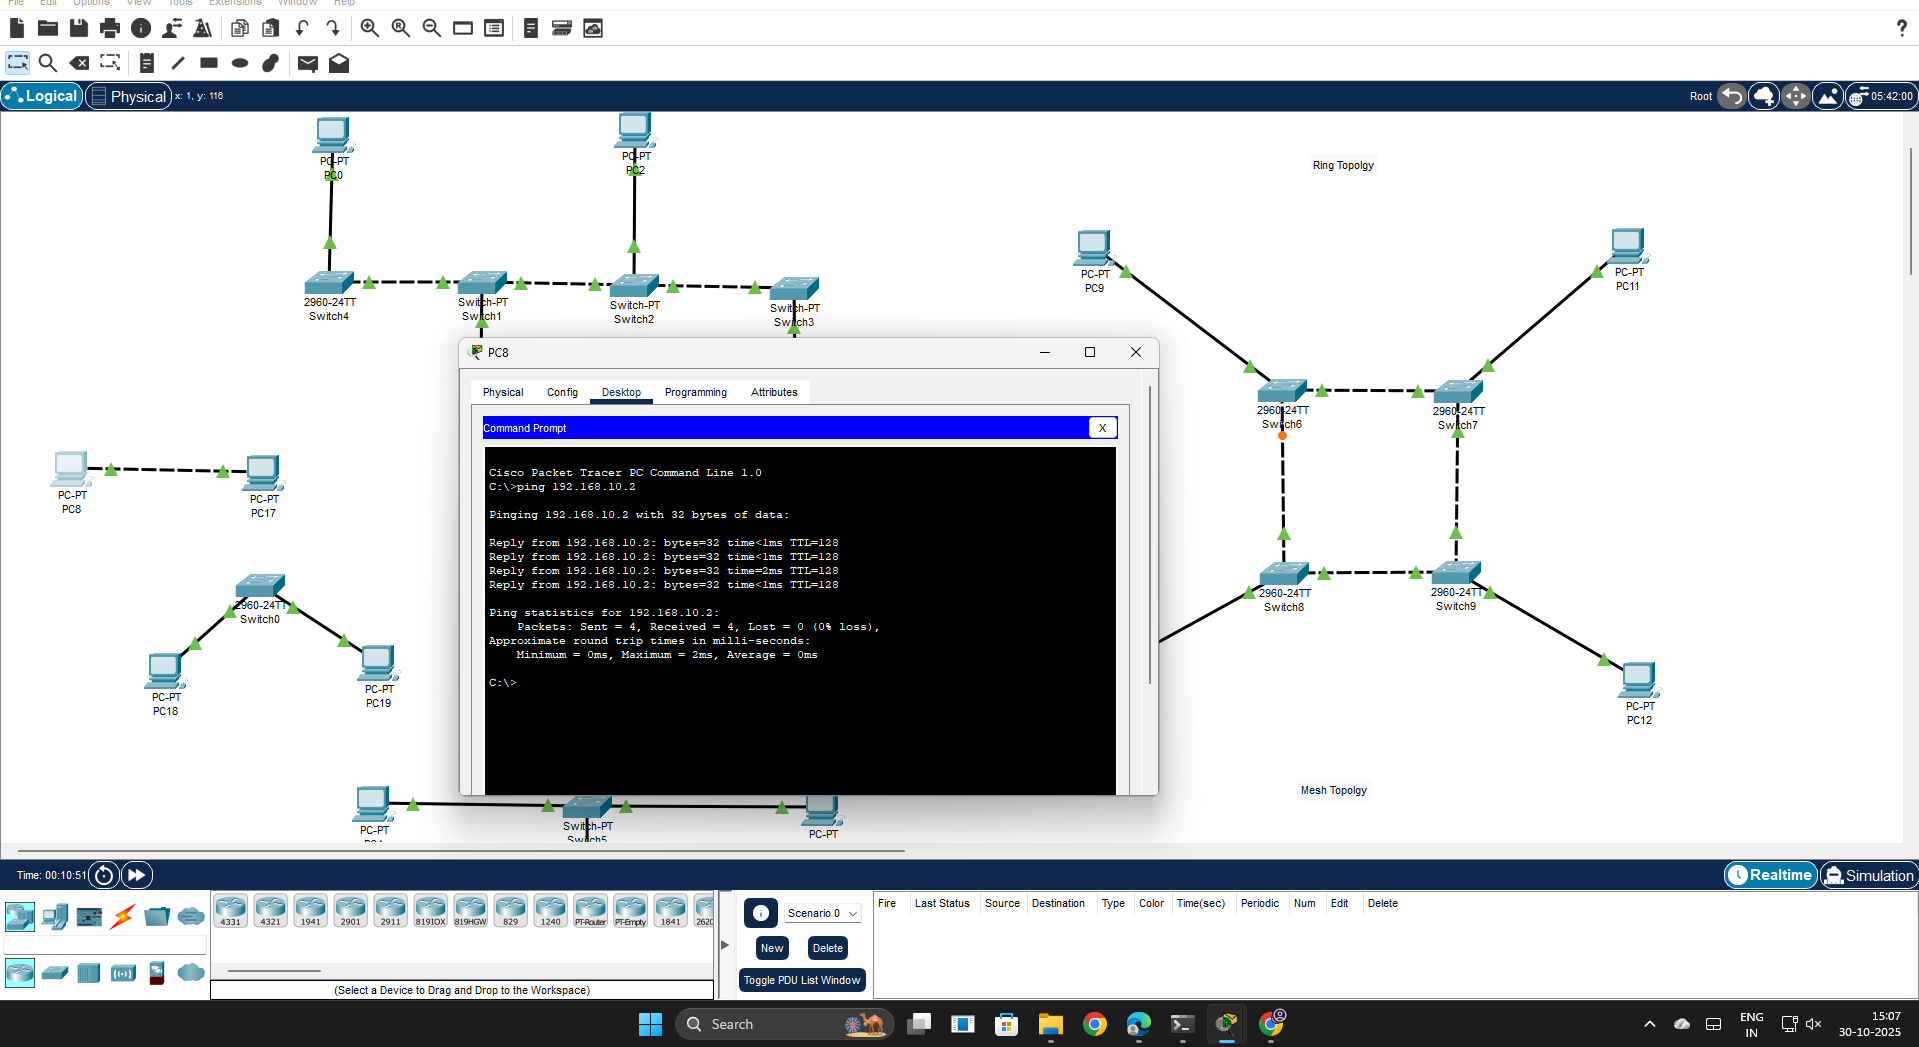 File Edit Options View Tools Extensions Window Help
?
Logical
Physical
x: 1, y: 116
Root
05:42:00
PC-PT
PC0
PC-PT
PC2
Ring Topolgy
PC-PT
PC9
PC-PT
PC11
2960-24TT
Switch4
Switch-PT
Switch1
Switch-PT
Switch2
Switch-PT
Switch3
2960-24TT
Switch6
2960-24TT
Switch7
PC-PT
PC8
PC-PT
PC17
2960-24TT
Switch0
PC-PT
PC18
PC-PT
PC19
2960-24TT
Switch8
2960-24TT
Switch9
PC-PT
PC12
Mesh Topolgy
PC-PT
Switch-PT
Switch5
PC-PT
PC8
Physical Config Desktop Programming Attributes
Command Prompt
X
Cisco Packet Tracer PC Command Line 1.0
C:\>ping 192.168.10.2
Pinging 192.168.10.2 with 32 bytes of data:
Reply from 192.168.10.2: bytes=32 time<1ms TTL=128
Reply from 192.168.10.2: bytes=32 time<1ms TTL=128
Reply from 192.168.10.2: bytes=32 time=2ms TTL=128
Reply from 192.168.10.2: bytes=32 time<1ms TTL=128
Ping statistics for 192.168.10.2:
Packets: Sent = 4, Received = 4, Lost = 0 (0% loss),
Approximate round trip times in milli-seconds:
Minimum = 0ms, Maximum = 2ms, Average = 0ms
C:\>
Time: 00:10:51
Realtime
Simulation
4331 4321 1941 2901 2911 819IOX 819HGW 829 1240 PT-Router PT-Empty 1841 2620
(Select a Device to Drag and Drop to the Workspace)
Scenario 0
New
Delete
Toggle PDU List Window
Fire Last Status Source Destination Type Color Time(sec) Periodic Num Edit Delete
Search
ENG
IN
15:07
30-10-2025